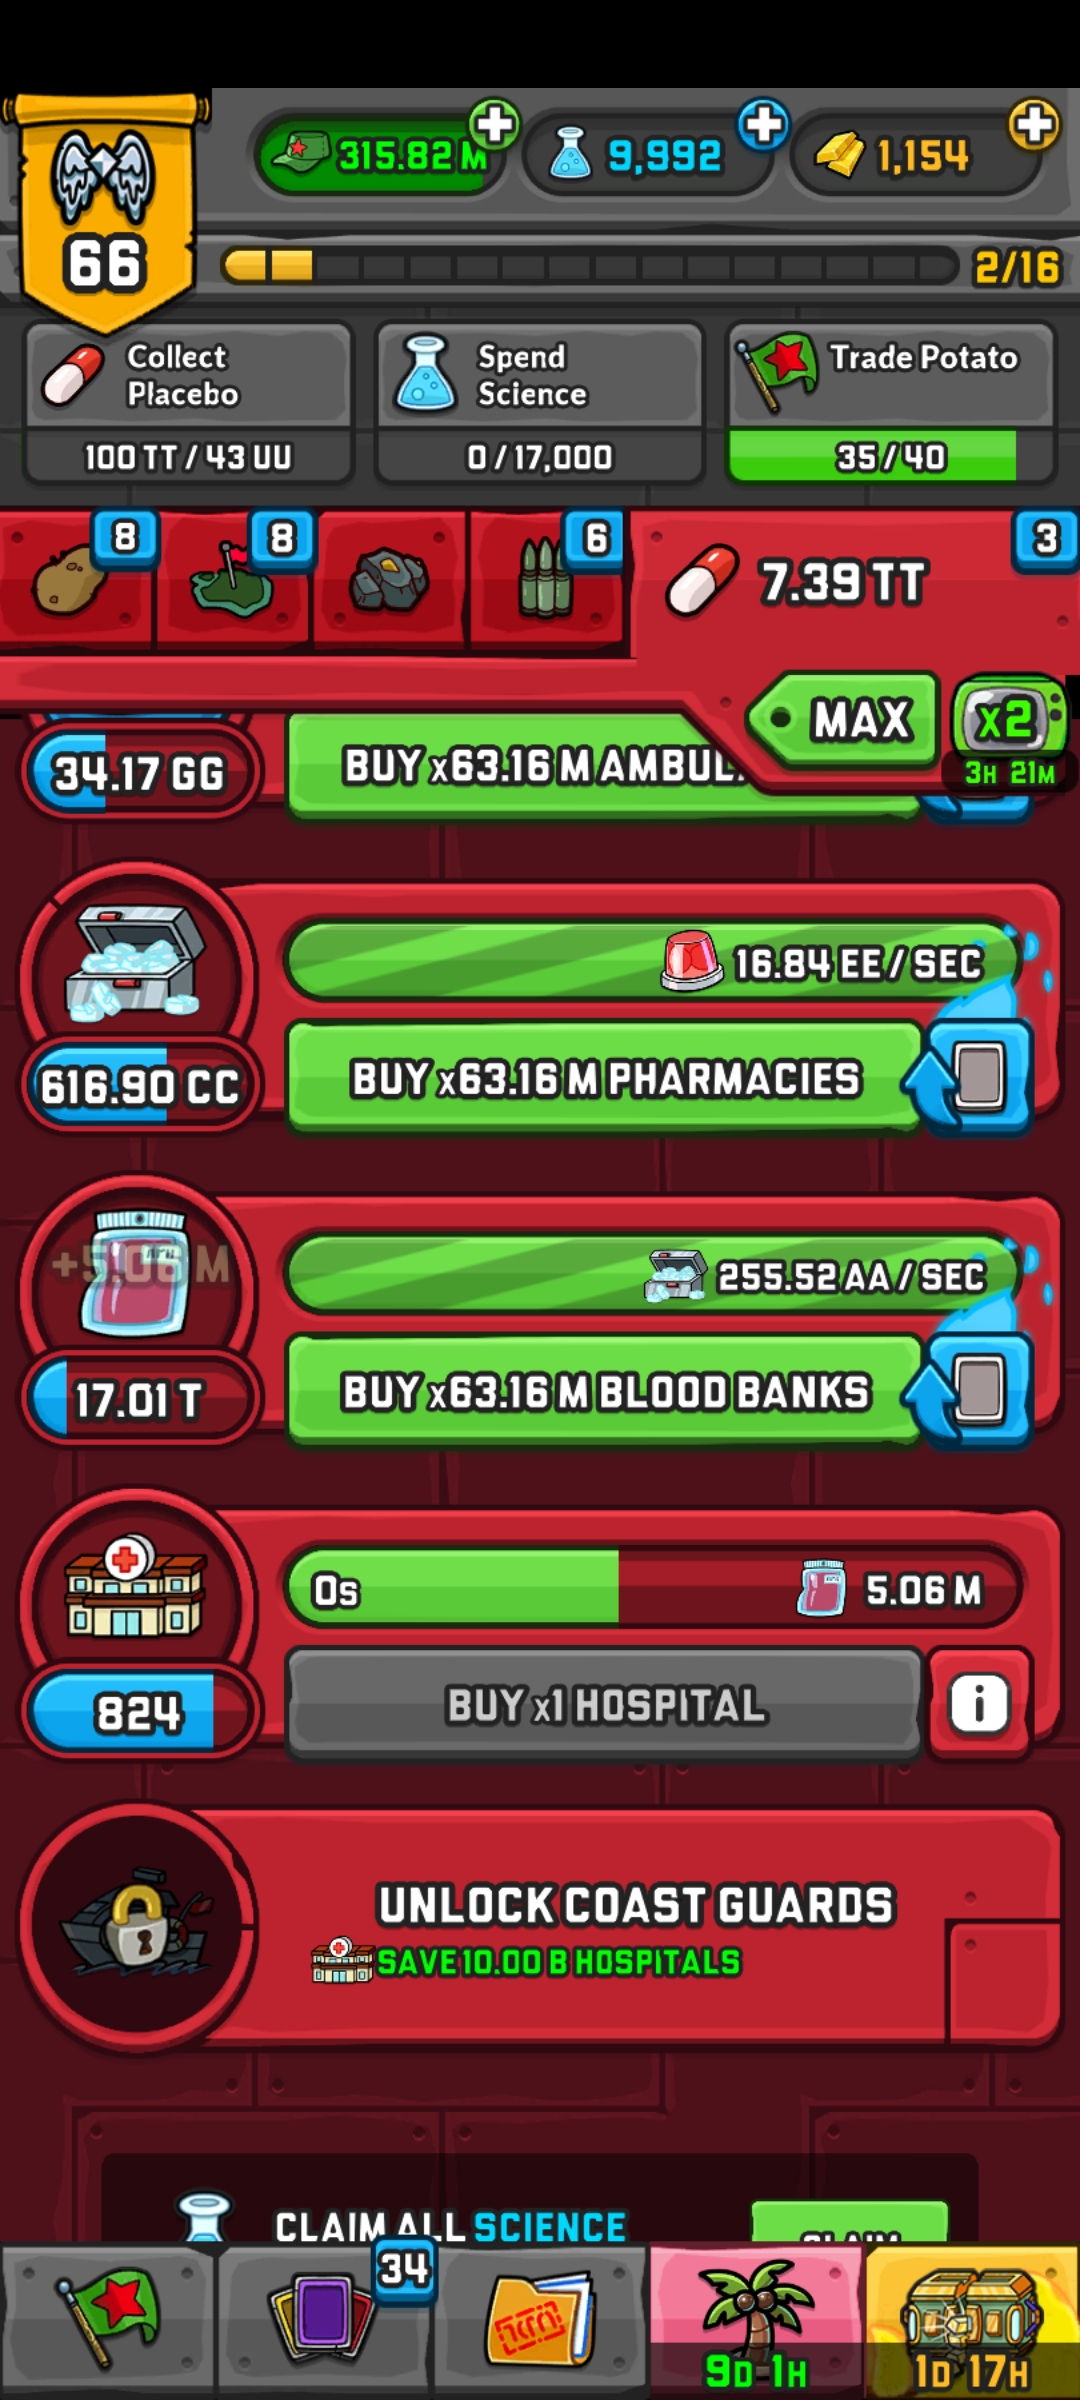 315.82 M
9,992
1,154
66
2/16
Collect
Placebo
100 TT / 43 UU
Spend
Science
0 / 17,000
Trade Potato
35 / 40
8
8
6
3
7.39 TT
MAX
x2
3H 21M
34.17 GG
BUY x63.16 M AMBUL
16.84 EE / SEC
616.90 CC
BUY x63.16 M PHARMACIES
+5.06 M
255.52 AA / SEC
17.01 T
BUY x63.16 M BLOOD BANKS
0s
5.06 M
824
BUY x1 HOSPITAL
i
UNLOCK COAST GUARDS
SAVE 10.00 B HOSPITALS
CLAIM ALL SCIENCE
CLAIM
34
9D 1H
1D 17H